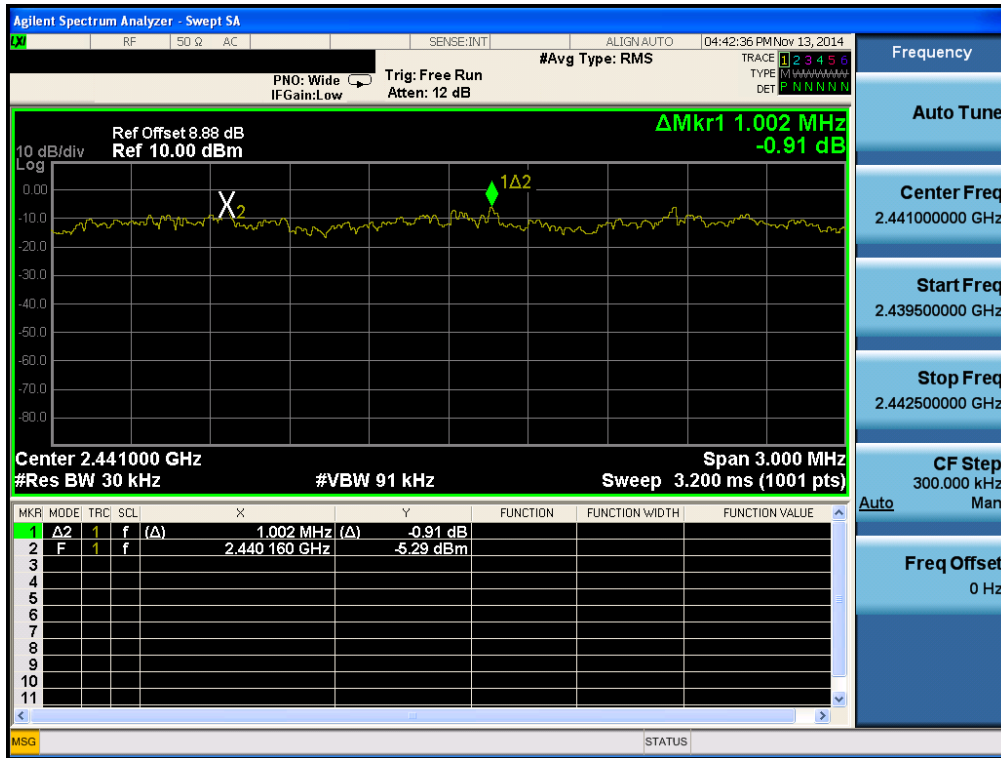 Agilent Spectrum Analyzer - Swept SA
LXI RF 50 Ω AC SENSE:INT ALIGN AUTO 04:42:36 PM Nov 13, 2014
#Avg Type: RMS
TRACE 1 2 3 4 5 6
TYPE M WWWWW
DET P N N N N N
PNO: Wide
IFGain:Low
Trig: Free Run
Atten: 12 dB
Ref Offset 8.88 dB
10 dB/div Ref 10.00 dBm
Log
ΔMkr1 1.002 MHz
-0.91 dB
1Δ2
X2
0.00
-10.0
-20.0
-30.0
-40.0
-50.0
-60.0
-70.0
-80.0
Center 2.441000 GHz Span 3.000 MHz
#Res BW 30 kHz #VBW 91 kHz Sweep 3.200 ms (1001 pts)
MKR MODE TRC SCL X Y FUNCTION FUNCTION WIDTH FUNCTION VALUE
1 Δ2 1 f (Δ) 1.002 MHz (Δ) -0.91 dB
2 F 1 f 2.440 160 GHz -5.29 dBm
3
4
5
6
7
8
9
10
11
MSG STATUS
Frequency
Auto Tune
Center Freq
2.441000000 GHz
Start Freq
2.439500000 GHz
Stop Freq
2.442500000 GHz
CF Step
300.000 kHz
Auto Man
Freq Offset
0 Hz